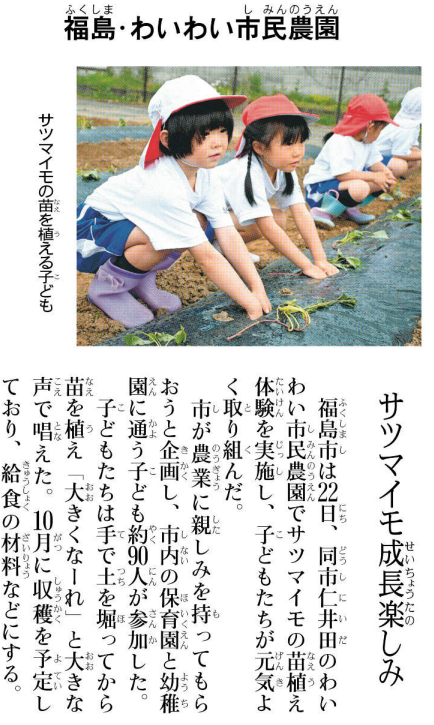 福島・わいわい市民農園
サツマイモの苗を植える子ども
サツマイモ成長楽しみ
福島市は22日、同市仁井田のわい
わい市民農園でサツマイモの苗植え
体験を実施し、子どもたちが元気よ
く取り組んだ。
市が農業に親しみを持ってもら
おうと企画し、市内の保育園と幼稚
園に通う子ども約90人が参加した。
子どもたちは手で土を掘ってから
苗を植え「大きくなーれ」と大きな
声で唱えた。10月に収穫を予定し
ており、給食の材料などにする。